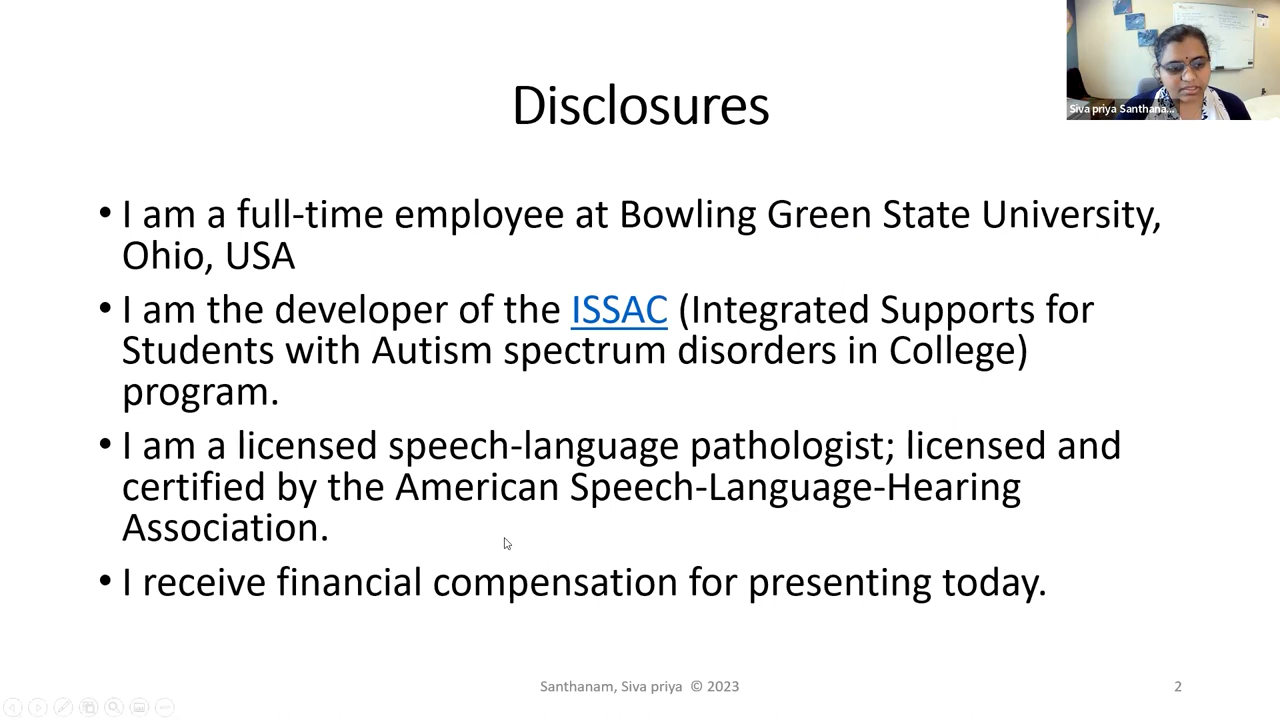 Siva priya Santhana...
Disclosures
• I am a full-time employee at Bowling Green State University,
Ohio, USA
• I am the developer of the ISSAC (Integrated Supports for
Students with Autism spectrum disorders in College)
program.
• I am a licensed speech-language pathologist; licensed and
certified by the American Speech-Language-Hearing
Association.
• I receive financial compensation for presenting today.
Santhanam, Siva priya © 2023
2